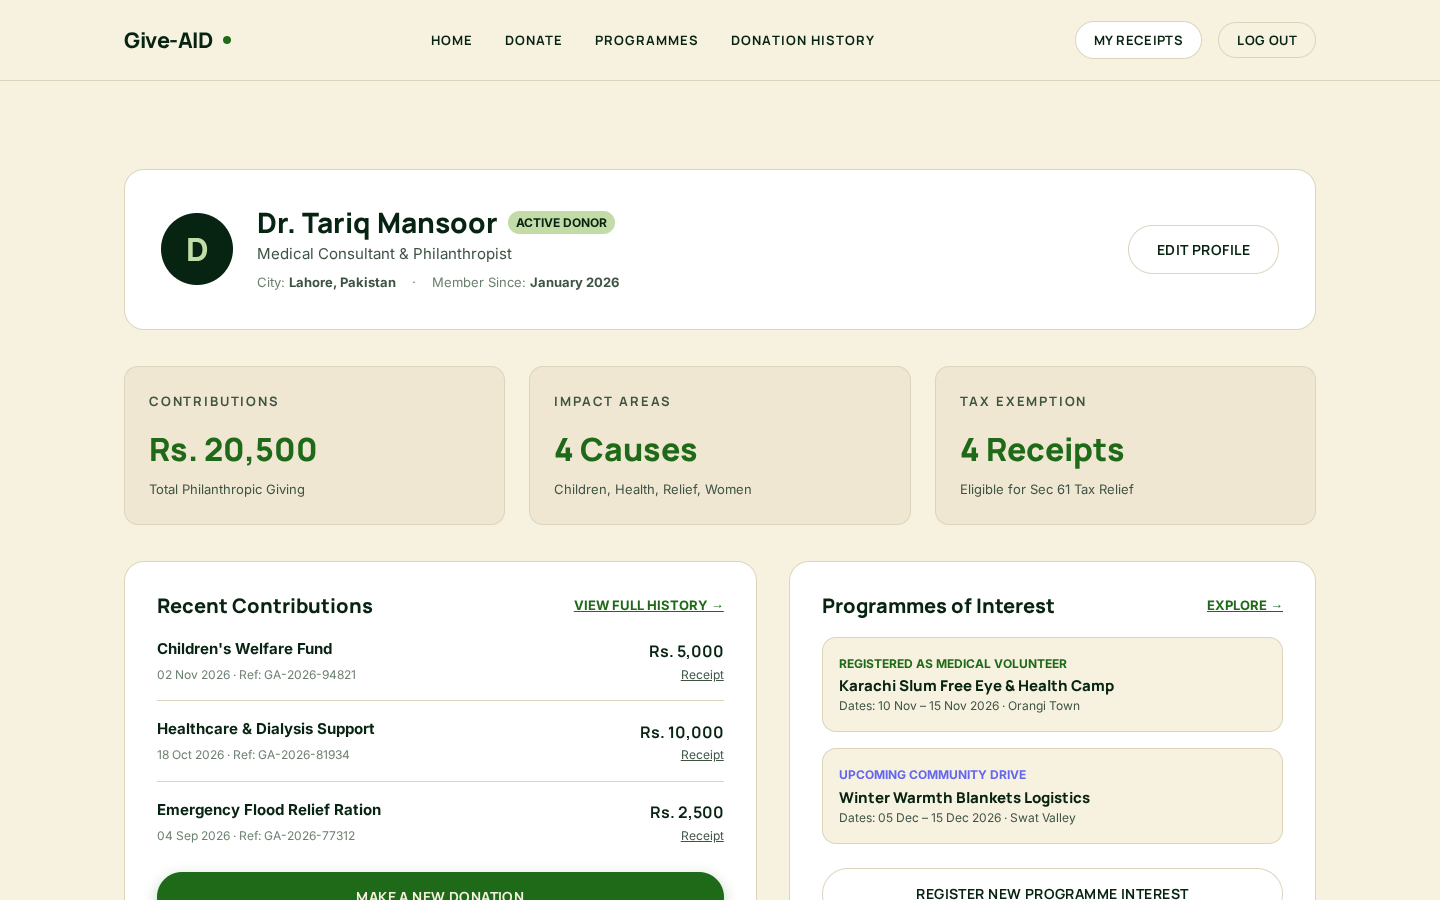 Give-AID
HOME DONATE PROGRAMMES DONATION HISTORY
MY RECEIPTS LOG OUT
D
Dr. Tariq Mansoor ACTIVE DONOR
Medical Consultant & Philanthropist
City: Lahore, Pakistan · Member Since: January 2026
EDIT PROFILE
CONTRIBUTIONS
Rs. 20,500
Total Philanthropic Giving
IMPACT AREAS
4 Causes
Children, Health, Relief, Women
TAX EXEMPTION
4 Receipts
Eligible for Sec 61 Tax Relief
Recent Contributions VIEW FULL HISTORY →
Children's Welfare Fund Rs. 5,000
02 Nov 2026 · Ref: GA-2026-94821 Receipt
Healthcare & Dialysis Support Rs. 10,000
18 Oct 2026 · Ref: GA-2026-81934 Receipt
Emergency Flood Relief Ration Rs. 2,500
04 Sep 2026 · Ref: GA-2026-77312 Receipt
MAKE A NEW DONATION
Programmes of Interest EXPLORE →
REGISTERED AS MEDICAL VOLUNTEER
Karachi Slum Free Eye & Health Camp
Dates: 10 Nov – 15 Nov 2026 · Orangi Town
UPCOMING COMMUNITY DRIVE
Winter Warmth Blankets Logistics
Dates: 05 Dec – 15 Dec 2026 · Swat Valley
REGISTER NEW PROGRAMME INTEREST